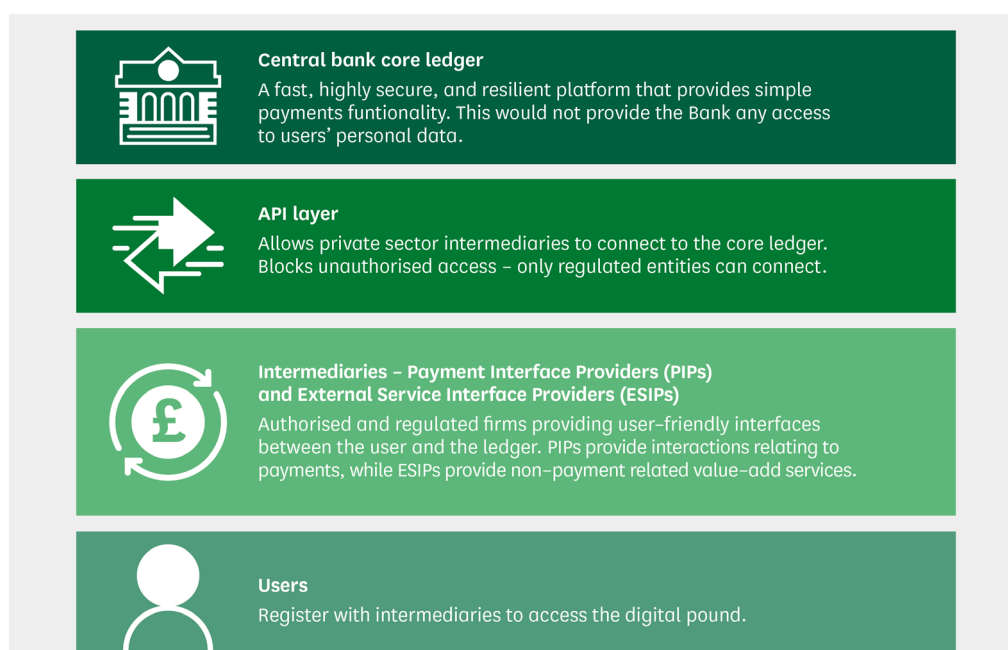 Central bank core ledger
A fast, highly secure, and resilient platform that provides simple
payments funtionality. This would not provide the Bank any access
to users’ personal data.
API layer
Allows private sector intermediaries to connect to the core ledger.
Blocks unauthorised access – only regulated entities can connect.
£
Intermediaries – Payment Interface Providers (PIPs)
and External Service Interface Providers (ESIPs)
Authorised and regulated firms providing user-friendly interfaces
between the user and the ledger. PIPs provide interactions relating to
payments, while ESIPs provide non-payment related value-add services.
Users
Register with intermediaries to access the digital pound.